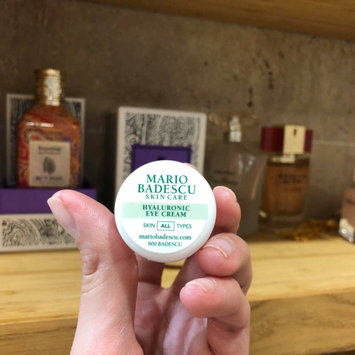 MARIO
BADESCU
SKIN CARE
HYALURONIC
EYE CREAM
SKIN ALL TYPES
mariobadescu.com
800.BADESCU